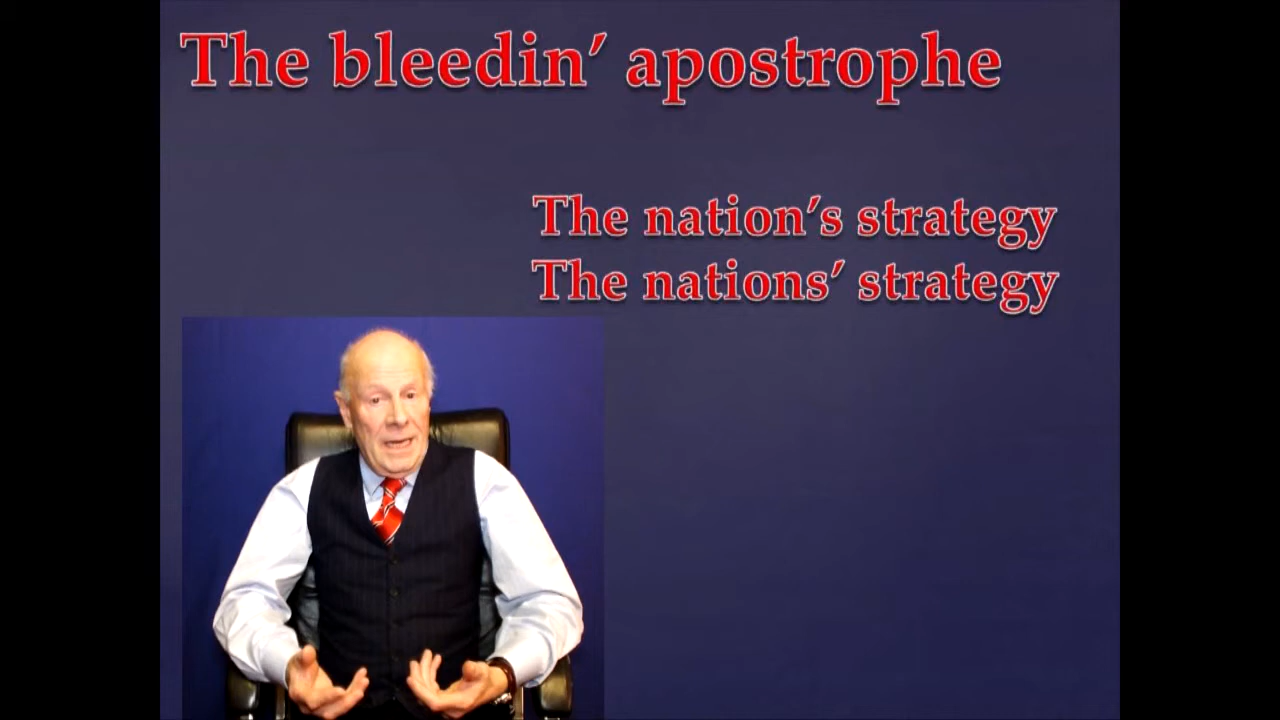 The bleedin’ apostrophe
The nation’s strategy
The nations’ strategy